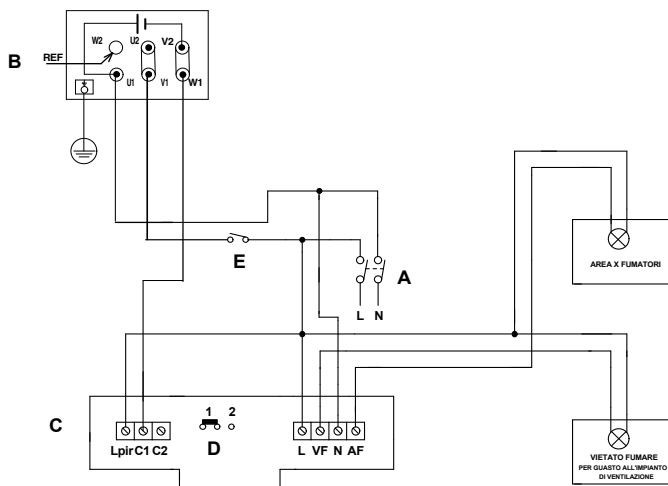 W2 U2 V2
B
REF
U1 V1 W1
E
A
L N
AREA X FUMATORI
C
1 2
D
Lpir C1 C2
L VF N AF
VIETATO FUMARE
PER GUASTO ALL'IMPIANTO
DI VENTILAZIONE